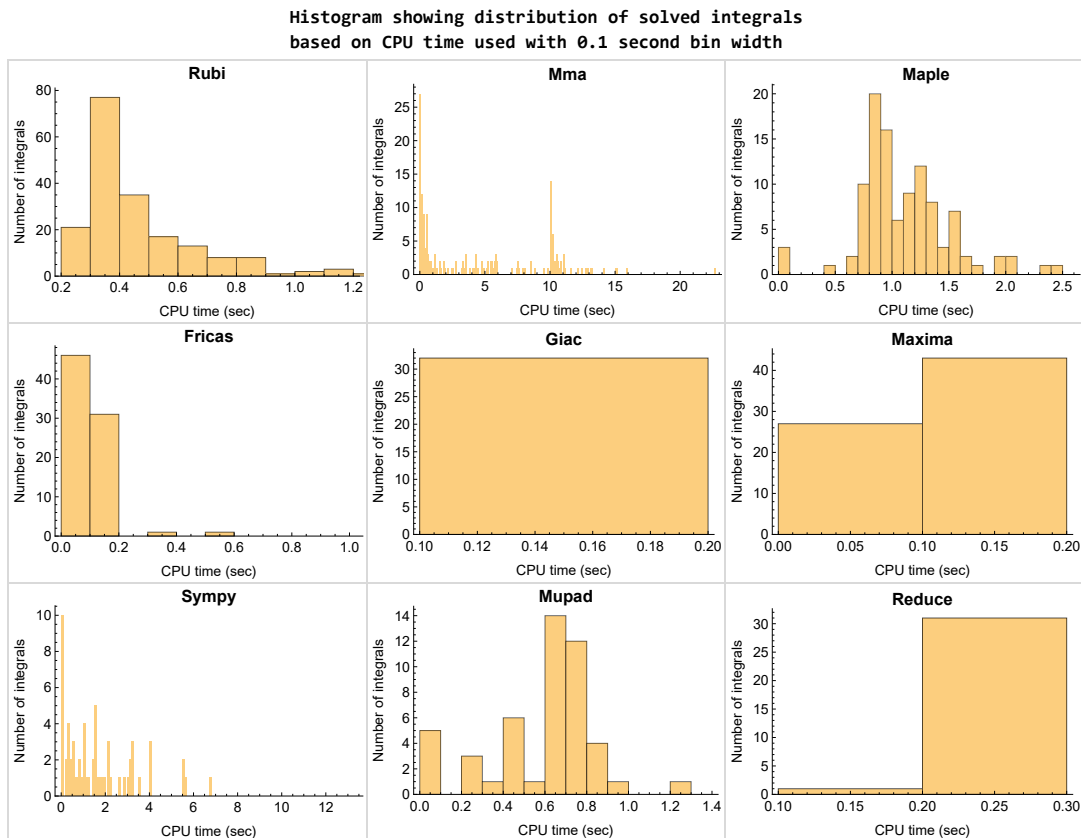 Histogram showing distribution of solved integrals
based on CPU time used with 0.1 second bin width
Rubi
Number of integrals
0 20 40 60 80
0.2 0.4 0.6 0.8 1.0 1.2
CPU time (sec)
Mma
Number of integrals
0 5 10 15 20 25
0 5 10 15 20
CPU time (sec)
Maple
Number of integrals
0 5 10 15 20
0.0 0.5 1.0 1.5 2.0 2.5
CPU time (sec)
Fricas
Number of integrals
0 10 20 30 40
0.0 0.2 0.4 0.6 0.8 1.0
CPU time (sec)
Giac
Number of integrals
0 5 10 15 20 25 30
0.10 0.12 0.14 0.16 0.18 0.20
CPU time (sec)
Maxima
Number of integrals
0 10 20 30 40
0.00 0.05 0.10 0.15 0.20
CPU time (sec)
Sympy
Number of integrals
0 2 4 6 8 10
0 2 4 6 8 10 12
CPU time (sec)
Mupad
Number of integrals
0 2 4 6 8 10 12 14
0.0 0.2 0.4 0.6 0.8 1.0 1.2 1.4
CPU time (sec)
Reduce
Number of integrals
0 5 10 15 20 25 30
0.10 0.15 0.20 0.25 0.30
CPU time (sec)